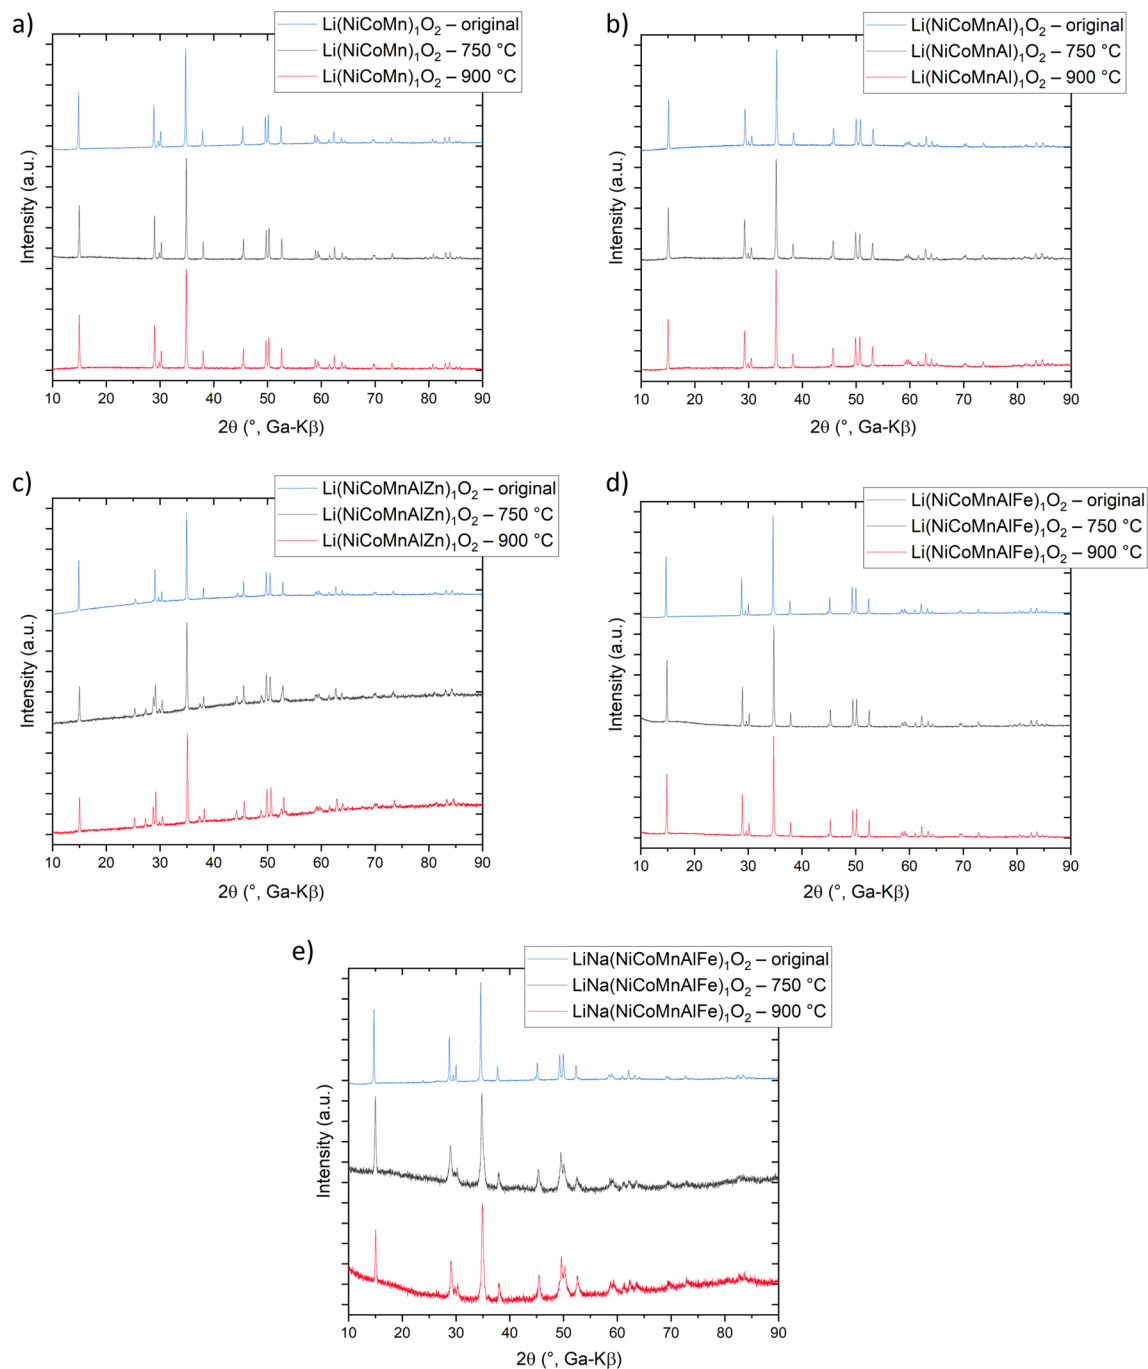 a)
Li(NiCoMn)₁O₂ – original
Li(NiCoMn)₁O₂ – 750 °C
Li(NiCoMn)₁O₂ – 900 °C
Intensity (a.u.)
10 20 30 40 50 60 70 80 90
2θ (°, Ga-Kβ)
b)
Li(NiCoMnAl)₁O₂ – original
Li(NiCoMnAl)₁O₂ – 750 °C
Li(NiCoMnAl)₁O₂ – 900 °C
Intensity (a.u.)
10 20 30 40 50 60 70 80 90
2θ (°, Ga-Kβ)
c)
Li(NiCoMnAlZn)₁O₂ – original
Li(NiCoMnAlZn)₁O₂ – 750 °C
Li(NiCoMnAlZn)₁O₂ – 900 °C
Intensity (a.u.)
10 20 30 40 50 60 70 80 90
2θ (°, Ga-Kβ)
d)
Li(NiCoMnAlFe)₁O₂ – original
Li(NiCoMnAlFe)₁O₂ – 750 °C
Li(NiCoMnAlFe)₁O₂ – 900 °C
Intensity (a.u.)
10 20 30 40 50 60 70 80 90
2θ (°, Ga-Kβ)
e)
LiNa(NiCoMnAlFe)₁O₂ – original
LiNa(NiCoMnAlFe)₁O₂ – 750 °C
LiNa(NiCoMnAlFe)₁O₂ – 900 °C
Intensity (a.u.)
10 20 30 40 50 60 70 80 90
2θ (°, Ga-Kβ)